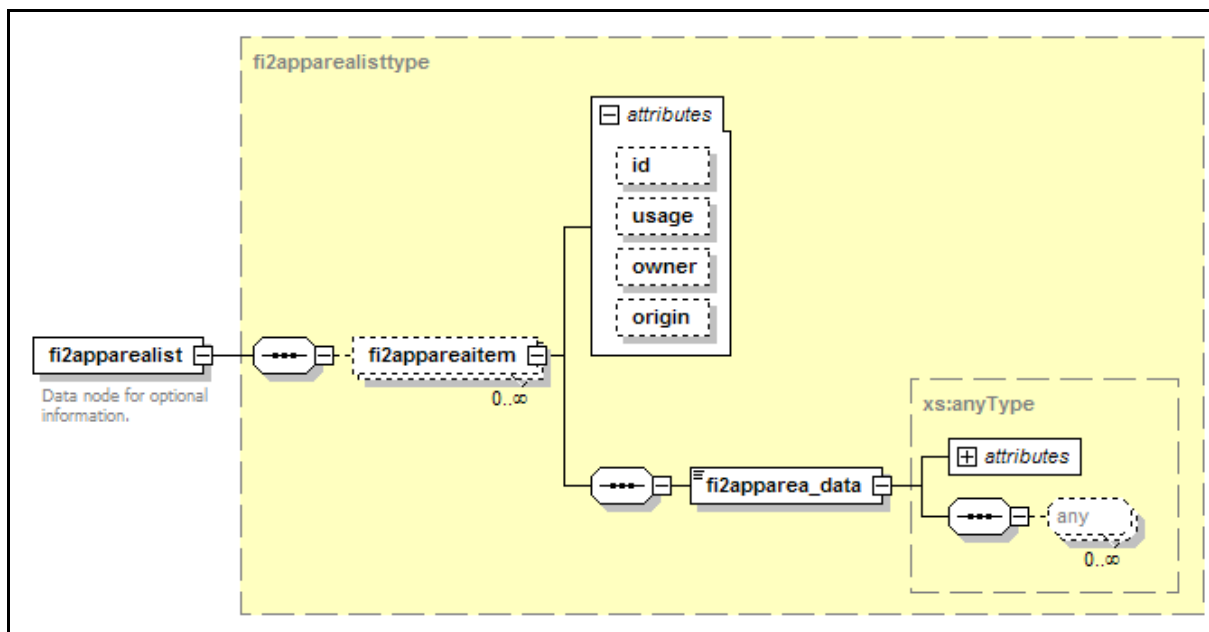 fi2apparealisttype
attributes
id
usage
owner
origin
fi2apparealist
fi2appareaitem
0..∞
Data node for optional
information.
xs:anyType
attributes
fi2apparea_data
any
0..∞